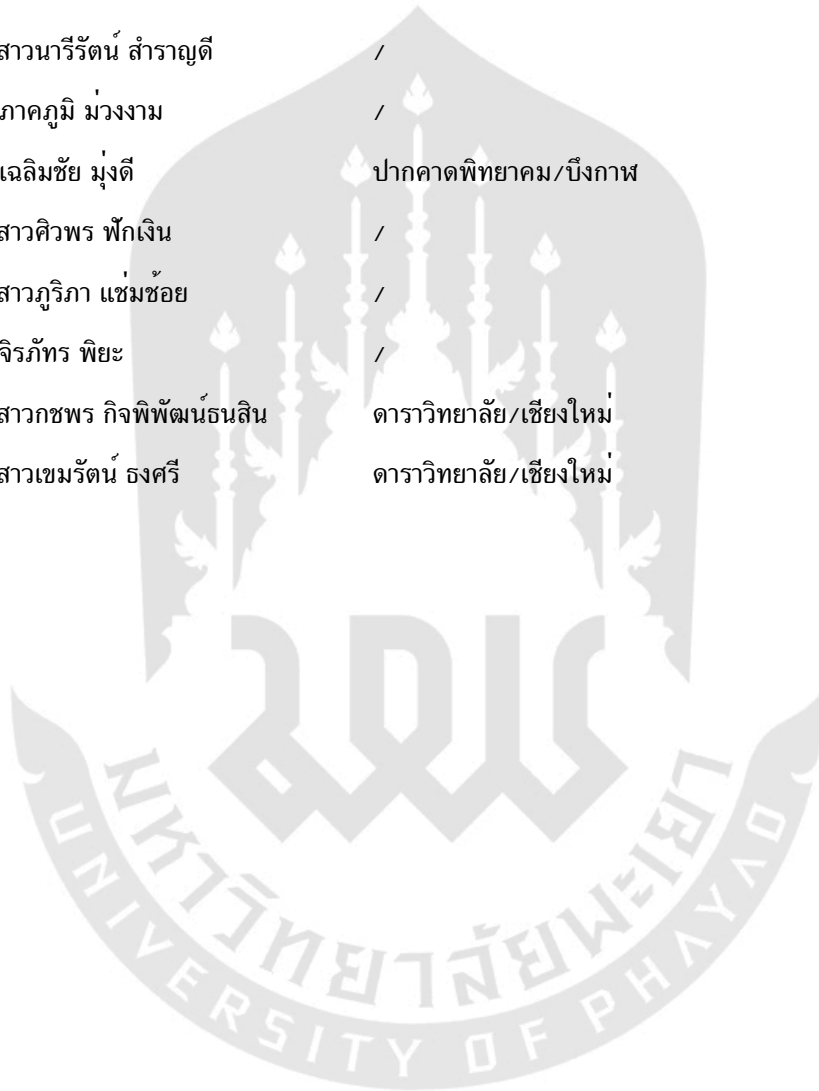 สาวนารีรัตน์ สำราญดี /
ภาคภูมิ ม่วงงาม /
เฉลิมชัย มุ่งดี ปากคาดพิทยาคม/บึงกาฬ
สาวศิวพร ฟักเงิน /
สาวภูริภา แช่มช้อย /
จิรภัทร พิยะ /
สาวกชพร กิจพิพัฒน์ธนสิน ดาราวิทยาลัย/เชียงใหม่
สาวเขมรัตน์ ธงศรี ดาราวิทยาลัย/เชียงใหม่
มหาวิทยาลัยพะเยา
UNIVERSITY OF PHAYAO